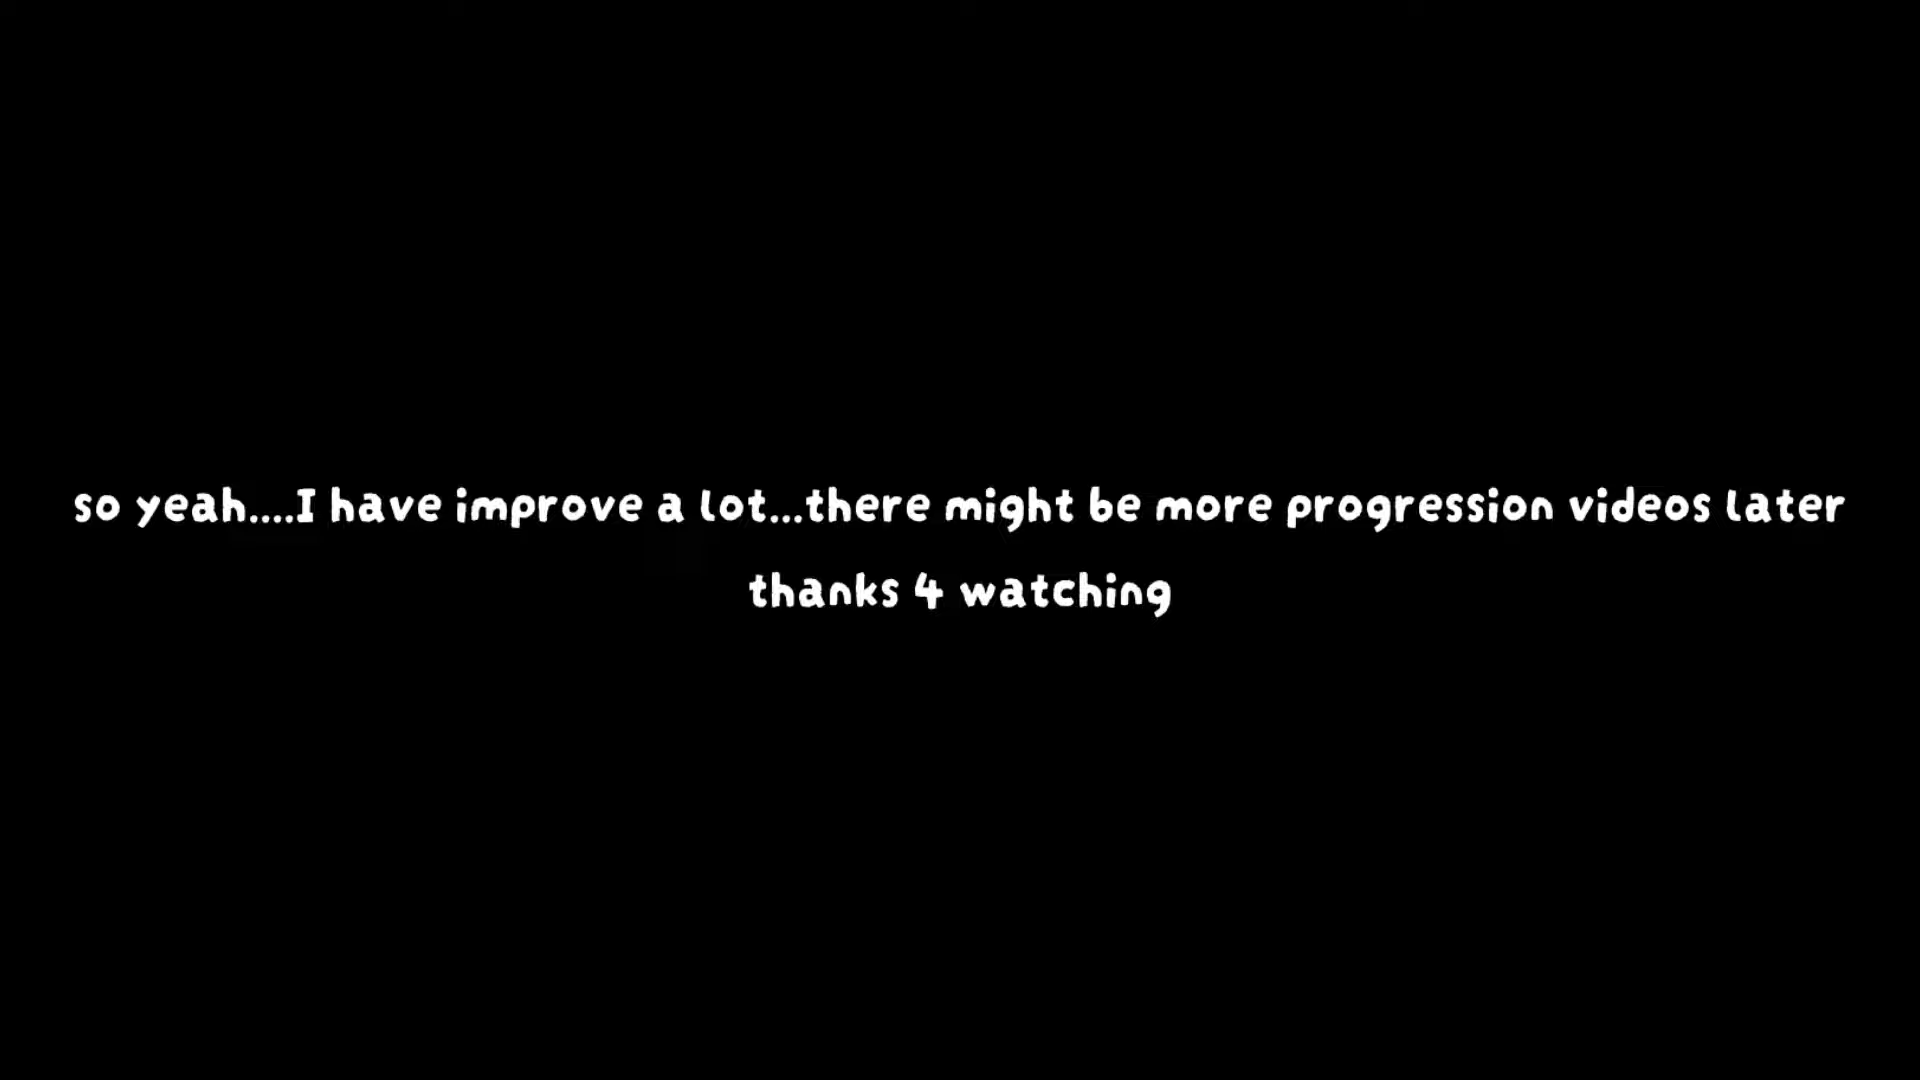 so yeah....I have improve a lot...there might be more progression videos later
thanks 4 watching